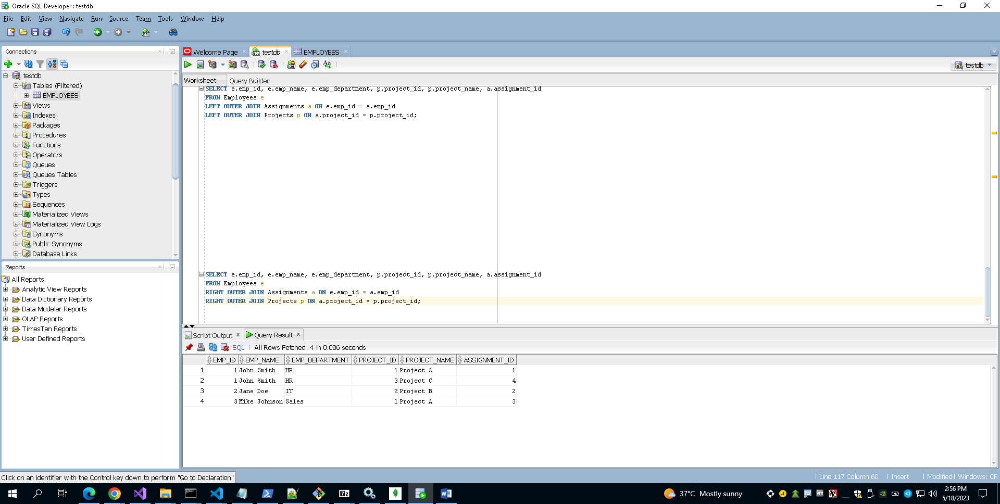 Oracle SQL Developer : testdb
File Edit View Navigate Run Source Team Tools Window Help
Connections
testdb
Tables (Filtered)
EMPLOYEES
Views
Indexes
Packages
Procedures
Functions
Operators
Queues
Queues Tables
Triggers
Types
Sequences
Materialized Views
Materialized View Logs
Synonyms
Public Synonyms
Database Links
Reports
All Reports
Analytic View Reports
Data Dictionary Reports
Data Modeler Reports
OLAP Reports
TimesTen Reports
User Defined Reports
Welcome Page testdb EMPLOYEES
testdb
Worksheet Query Builder
SELECT e.emp_id, e.emp_name, e.emp_department, p.project_id, p.project_name, a.assignment_id
FROM Employees e
LEFT OUTER JOIN Assignments a ON e.emp_id = a.emp_id
LEFT OUTER JOIN Projects p ON a.project_id = p.project_id;
SELECT e.emp_id, e.emp_name, e.emp_department, p.project_id, p.project_name, a.assignment_id
FROM Employees e
RIGHT OUTER JOIN Assignments a ON e.emp_id = a.emp_id
RIGHT OUTER JOIN Projects p ON a.project_id = p.project_id;
Script Output Query Result
SQL All Rows Fetched: 4 in 0.006 seconds
EMP_ID EMP_NAME EMP_DEPARTMENT PROJECT_ID PROJECT_NAME ASSIGNMENT_ID
1 1 John Smith HR 1 Project A 1
2 1 John Smith HR 3 Project C 4
3 2 Jane Doe IT 2 Project B 2
4 3 Mike Johnson Sales 1 Project A 3
Click on an identifier with the Control key down to perform "Go to Declaration"
Line 117 Column 60 Insert Modified Windows: CR
37°C Mostly sunny
2:56 PM
5/18/2023